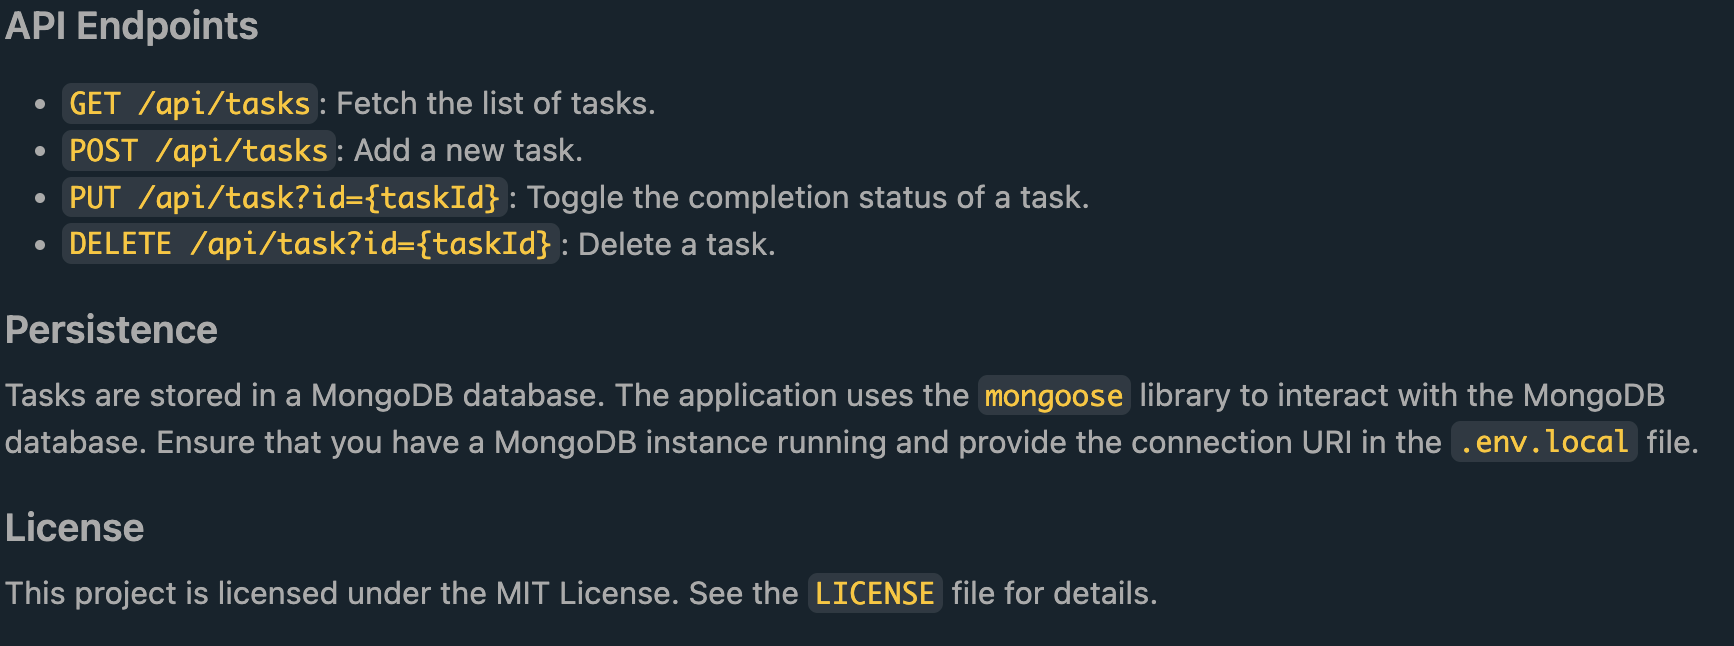 API Endpoints
• GET /api/tasks: Fetch the list of tasks.
• POST /api/tasks: Add a new task.
• PUT /api/task?id={taskId}: Toggle the completion status of a task.
• DELETE /api/task?id={taskId}: Delete a task.
Persistence
Tasks are stored in a MongoDB database. The application uses the mongoose library to interact with the MongoDB
database. Ensure that you have a MongoDB instance running and provide the connection URI in the .env.local file.
License
This project is licensed under the MIT License. See the LICENSE file for details.